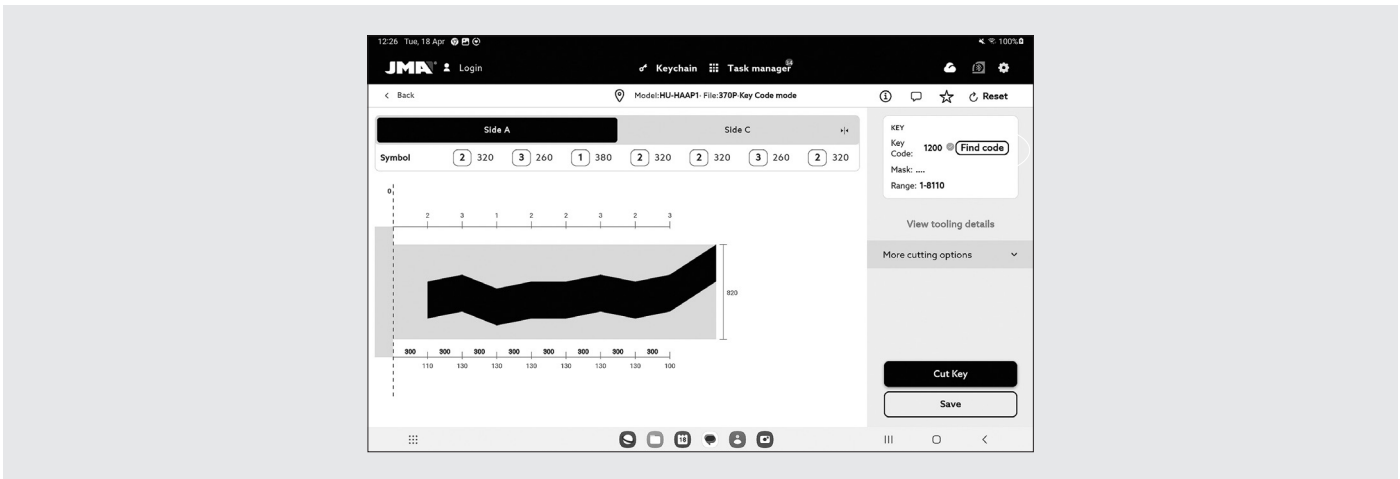 12:26 Tue, 18 Apr 100%
JMA Login Keychain Task manager 34
Back Model:HU-HAAP1· File:370P·Key Code mode Reset
Side A Side C
Symbol 2 320 3 260 1 380 2 320 2 320 3 260 2 320
KEY
Key Code: 1200 Find code
Mask: ....
Range: 1-8110
View tooling details
More cutting options
0
2 3 1 2 2 3 2 3
820
300 300 300 300 300 300 300 300
110 130 130 130 130 130 130 100
Cut Key
Save
18